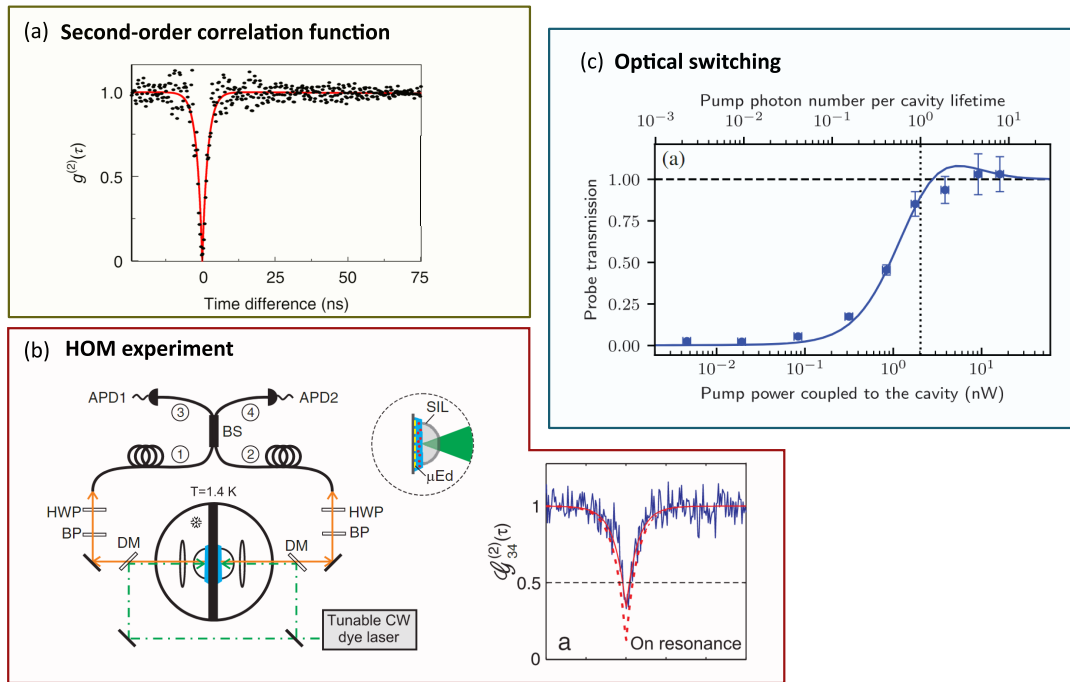 (a) Second-order correlation function
1.0
0.5
0
g⁽²⁾(τ)
0 25 50 75
Time difference (ns)
(c) Optical switching
Pump photon number per cavity lifetime
10⁻³ 10⁻² 10⁻¹ 10⁰ 10¹
(a)
1.00
0.75
0.50
0.25
0.00
Probe transmission
10⁻² 10⁻¹ 10⁰ 10¹
Pump power coupled to the cavity (nW)
(b) HOM experiment
APD1 APD2
③ ④
BS
① ②
SIL
µEd
T=1.4 K
HWP HWP
BP BP
DM DM
Tunable CW
dye laser
1
0.5
0
𝒢₃₄⁽²⁾(τ)
a On resonance